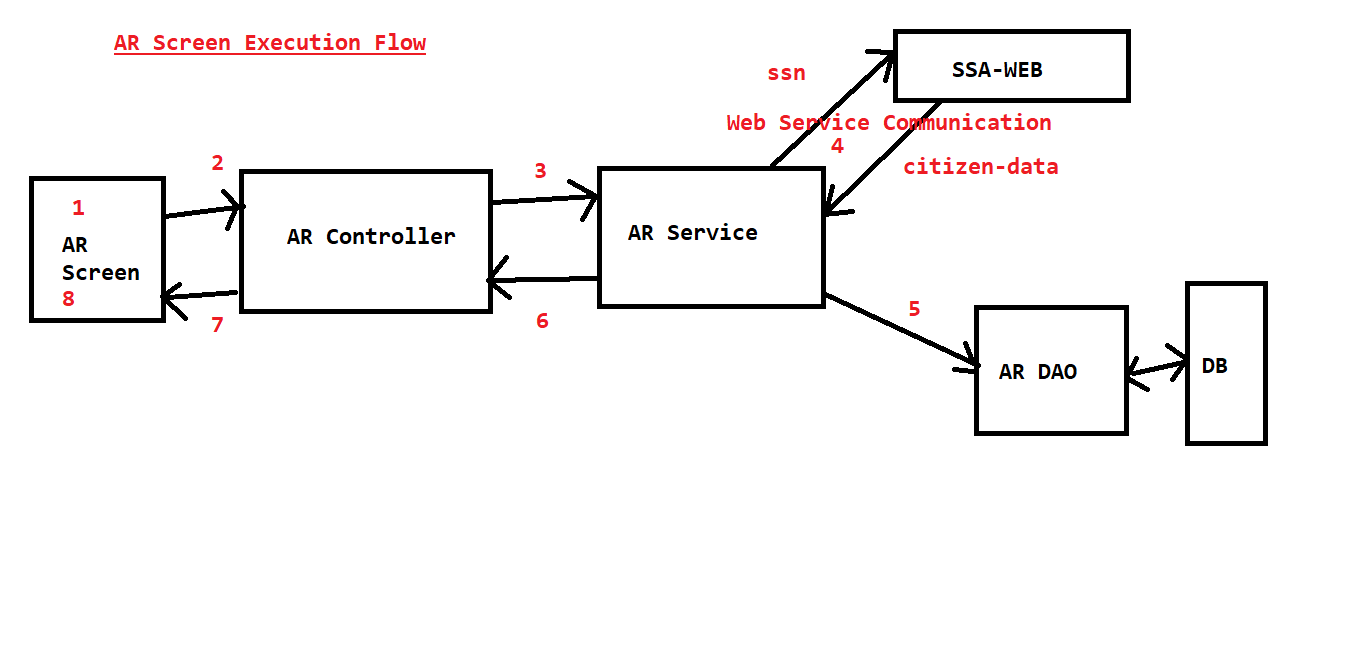 AR Screen Execution Flow
SSA-WEB
ssn
Web Service Communication
4
citizen-data
2
3
1
AR
Screen
8
AR Controller
AR Service
7
6
5
AR DAO
DB